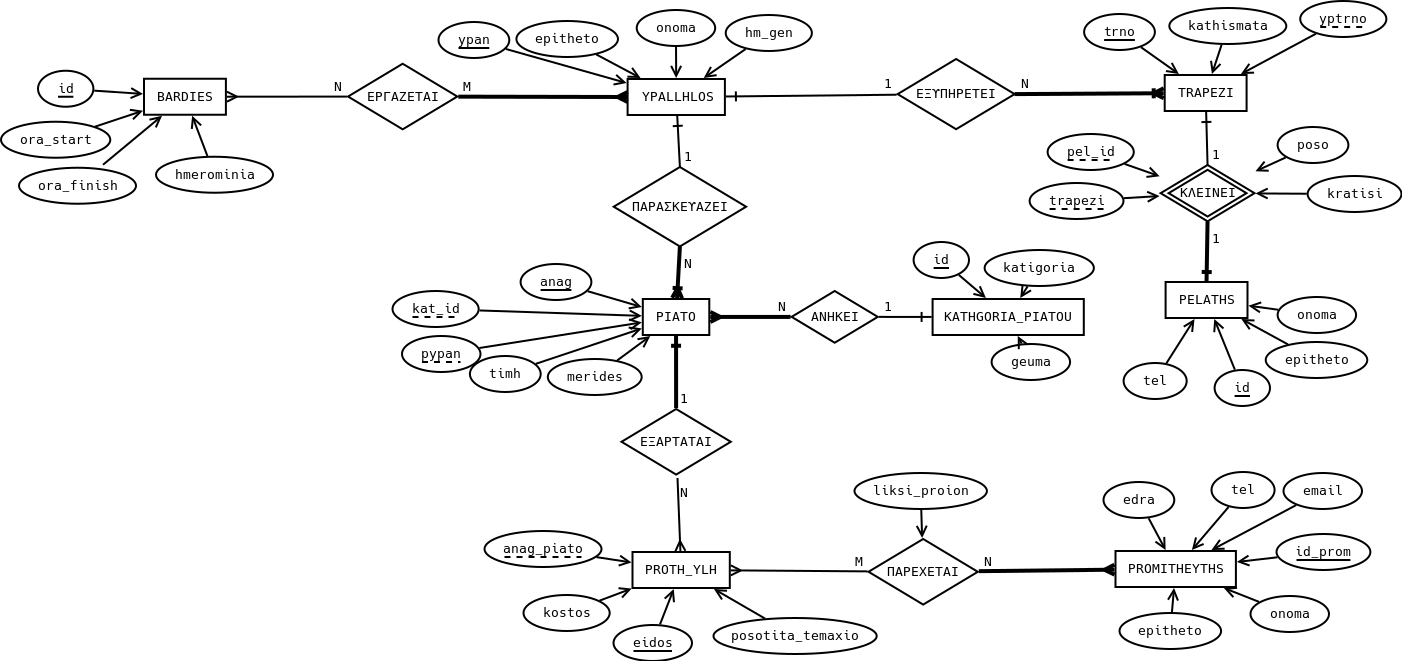 onoma
yptrno
kathismata
trno
hm_gen
epitheto
ypan
id
N
ΕΡΓΑΖΕΤΑΙ
M
BARDIES
YPALLHLOS
1
ΕΞΥΠΗΡΕΤΕΙ
N
TRAPEZI
ora_start
ora_finish
hmerominia
1
pel_id
1
poso
ΠΑΡΑΣΚΕΥΑΖΕΙ
trapezi
ΚΛΕΙΝΕΙ
kratisi
N
1
id
katigoria
anag
kat_id
PIATO
N
ΑΝΗΚΕΙ
1
KATHGORIA_PIATOU
PELATHS
onoma
pypan
timh
merides
geuma
epitheto
tel
id
1
ΕΞΑΡΤΑΤΑΙ
N
liksi_proion
edra
tel
email
anag_piato
id_prom
PROTH_YLH
M
ΠΑΡΕΧΕΤΑΙ
N
PROMITHEYTHS
kostos
eidos
posotita_temaxio
epitheto
onoma